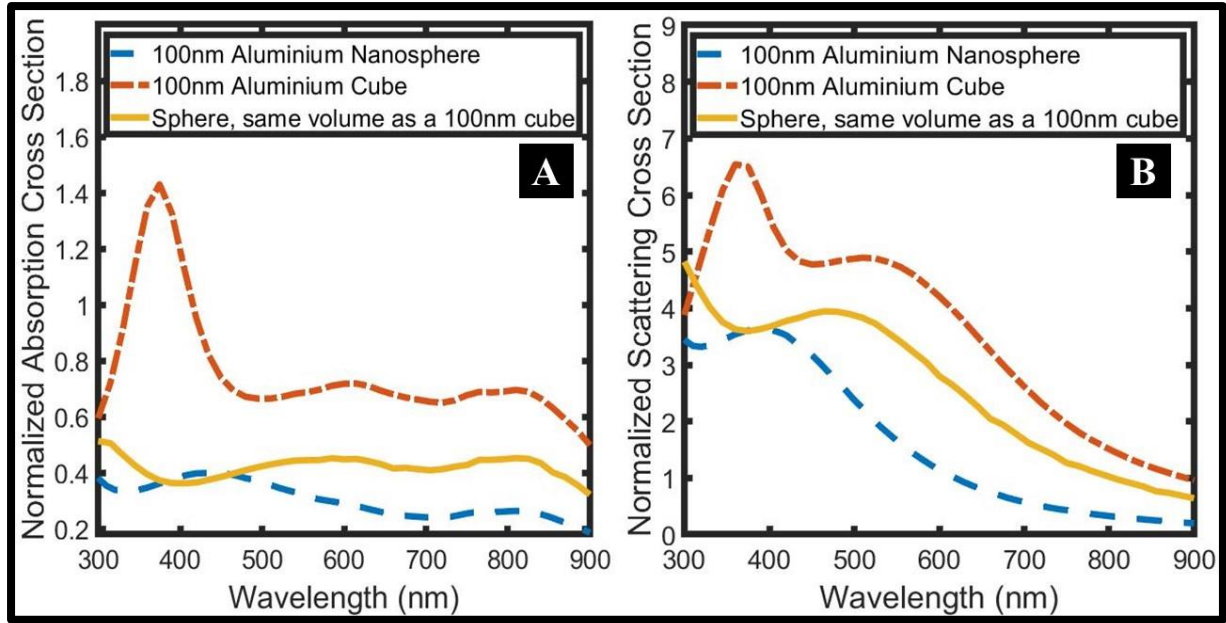 Normalized Absorption Cross Section
1.8
1.6
1.4
1.2
1
0.8
0.6
0.4
0.2
100nm Aluminium Nanosphere
100nm Aluminium Cube
Sphere, same volume as a 100nm cube
A
300 400 500 600 700 800 900
Wavelength (nm)
Normalized Scattering Cross Section
9
8
7
6
5
4
3
2
1
0
100nm Aluminium Nanosphere
100nm Aluminium Cube
Sphere, same volume as a 100nm cube
B
300 400 500 600 700 800 900
Wavelength (nm)